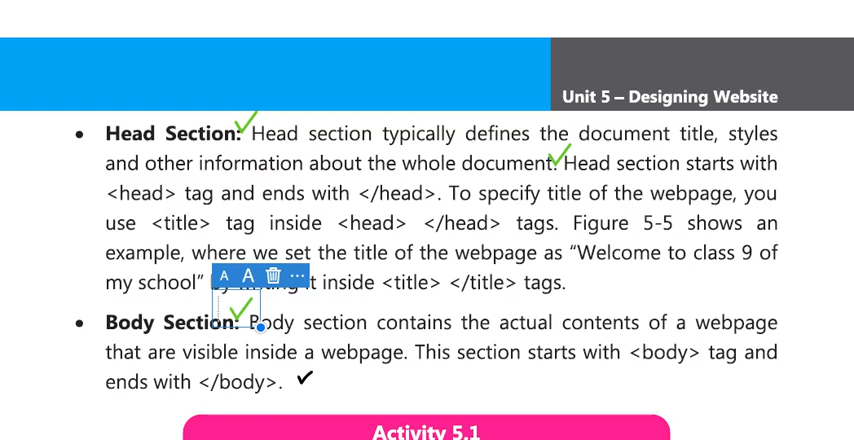 Unit 5 – Designing Website
• Head Section: Head section typically defines the document title, styles
and other information about the whole document. Head section starts with
<head> tag and ends with </head>. To specify title of the webpage, you
use <title> tag inside <head> </head> tags. Figure 5-5 shows an
example, where we set the title of the webpage as “Welcome to class 9 of
A A ...
my school” by writing it inside <title> </title> tags.
• Body Section: Body section contains the actual contents of a webpage
that are visible inside a webpage. This section starts with <body> tag and
ends with </body>.
Activity 5.1